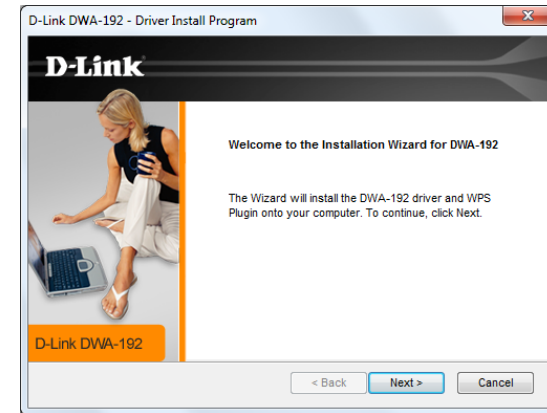 D-Link DWA-192 - Driver Install Program
D-Link
Welcome to the Installation Wizard for DWA-192
The Wizard will install the DWA-192 driver and WPS
Plugin onto your computer. To continue, click Next.
D-Link DWA-192
< Back
Next >
Cancel